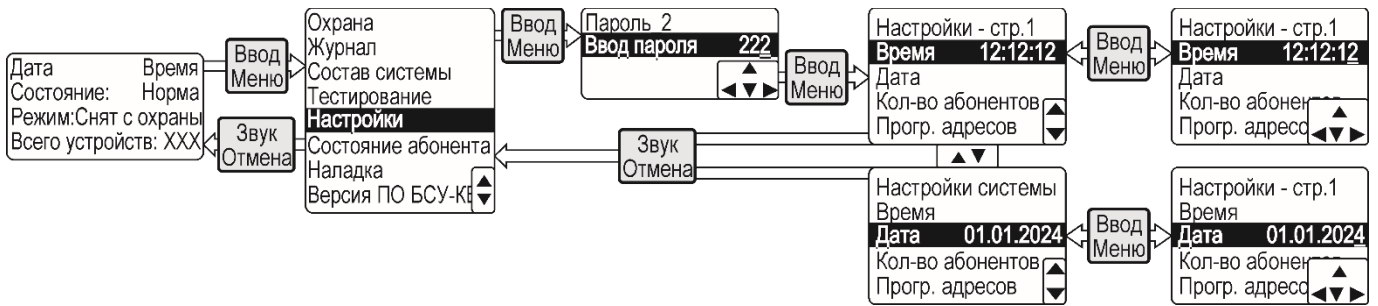 Дата Время
Состояние: Норма
Режим:Снят с охраны
Всего устройств: XXX
Ввод
Меню
Звук
Отмена
Охрана
Журнал
Состав системы
Тестирование
Настройки
Состояние абонента
Наладка
Версия ПО БСУ-К
Ввод
Меню
Пароль 2
Ввод пароля 222
Ввод
Меню
Звук
Отмена
Настройки - стр.1
Время 12:12:12
Дата
Кол-во абонентов
Прогр. адресов
Ввод
Меню
Настройки - стр.1
Время 12:12:12
Дата
Кол-во абонентов
Прогр. адресо
Настройки системы
Время
Дата 01.01.2024
Кол-во абонентов
Прогр. адресов
Ввод
Меню
Настройки - стр.1
Время
Дата 01.01.2024
Кол-во абонентов
Прогр. адресов